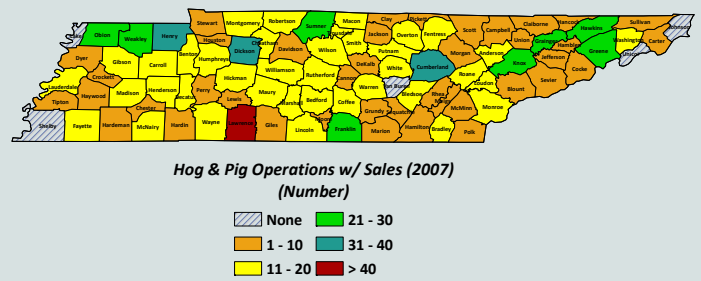 Stewart Montgomery Robertson Sumner Macon Clay Pickett Scott Campbell Claiborne Hancock Hawkins Sullivan Johnson
Lake Obion Weakley Henry Houston Dickson Cheatham Davidson Trousdale Smith Jackson Overton Fentress Morgan Union Grainger Hamblen Greene Washington Carter
Dyer Gibson Carroll Benton Humphreys Wilson Putnam DeKalb White Cumberland Anderson Knox Jefferson Cocke Unicoi
Lauderdale Crockett Madison Henderson Decatur Perry Hickman Williamson Rutherford Cannon Warren Van Buren Bledsoe Rhea Roane Loudon Blount Sevier
Tipton Haywood Chester Lewis Maury Marshall Bedford Coffee Grundy Sequatchie Meigs McMinn Monroe
Shelby Fayette Hardeman McNairy Hardin Wayne Lawrence Giles Lincoln Moore Franklin Marion Hamilton Bradley Polk
Hog & Pig Operations w/ Sales (2007)
(Number)
None 21 - 30
1 - 10 31 - 40
11 - 20 > 40